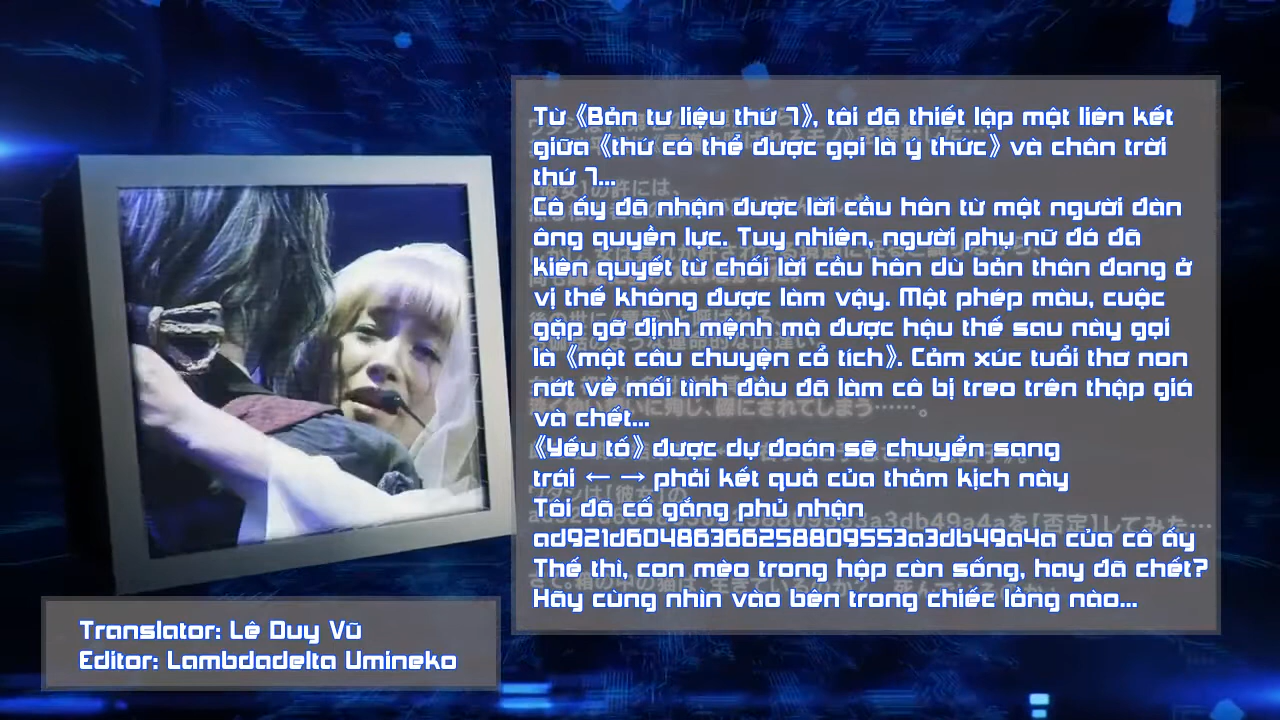 Từ《Bản tư liệu thứ 7》, tôi đã thiết lập một liên kết
giữa《thứ có thể được gọi là ý thức》và chân trời
thứ 7...
Cô ấy đã nhận được lời cầu hôn từ một người đàn
ông quyền lực. Tuy nhiên, người phụ nữ đó đã
kiên quyết từ chối lời cầu hôn dù bản thân đang ở
vị thế không được làm vậy. Một phép màu, cuộc
gặp gỡ định mệnh mà được hậu thế sau này gọi
là《một câu chuyện cổ tích》. Cảm xúc tuổi thơ non
nớt về mối tình đầu đã làm cô bị treo trên thập giá
và chết...
《Yếu tố》được dự đoán sẽ chuyển sang
trái ← → phải kết quả của thảm kịch này
Tôi đã cố gắng phủ nhận
ad921d60486366258809553a3db49a4a của cô ấy
を【否定】してみた…
Thế thì, con mèo trong hộp còn sống, hay đã chết?
Hãy cùng nhìn vào bên trong chiếc lồng nào...
Translator: Lê Duy Vũ
Editor: Lambdadelta Umineko